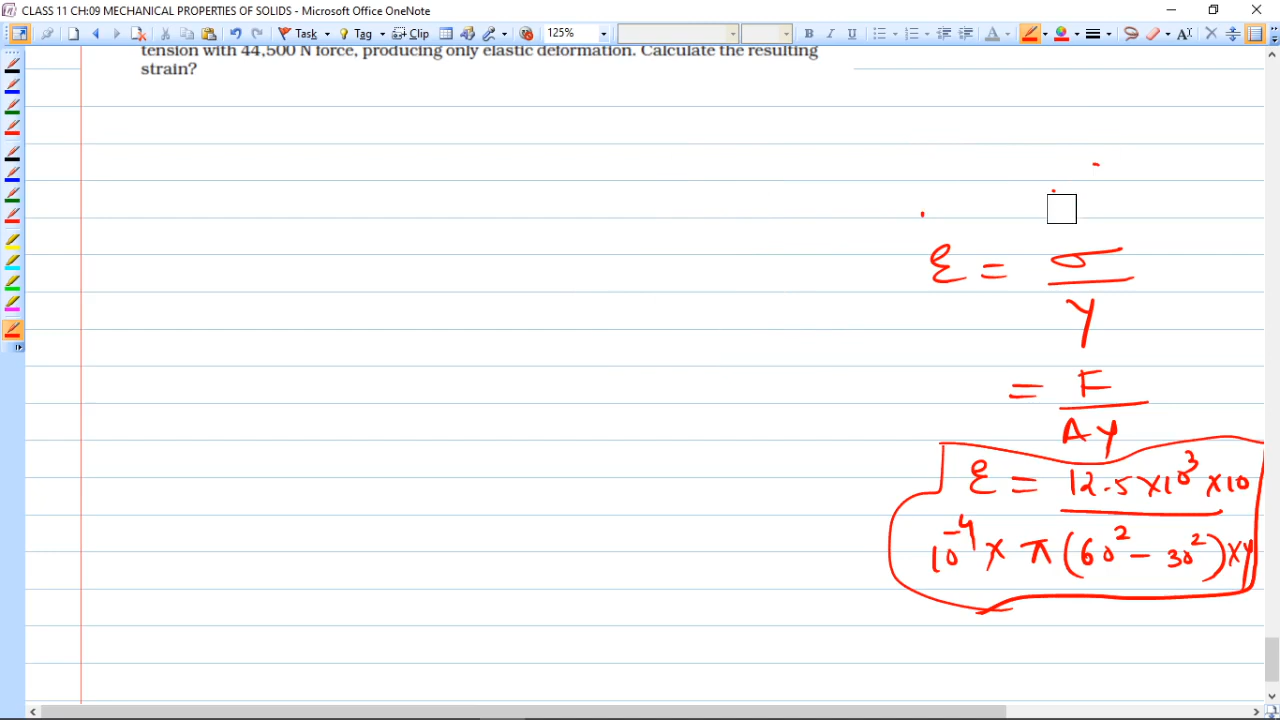 CLASS 11 CH:09 MECHANICAL PROPERTIES OF SOLIDS - Microsoft Office OneNote
Task Tag Clip 125% B I U
tension with 44,500 N force, producing only elastic deformation. Calculate the resulting
strain?
ε = σ
Y
= F
AY
ε = 12.5×10³×10
10⁻⁴ × π (60² − 30²)×Y